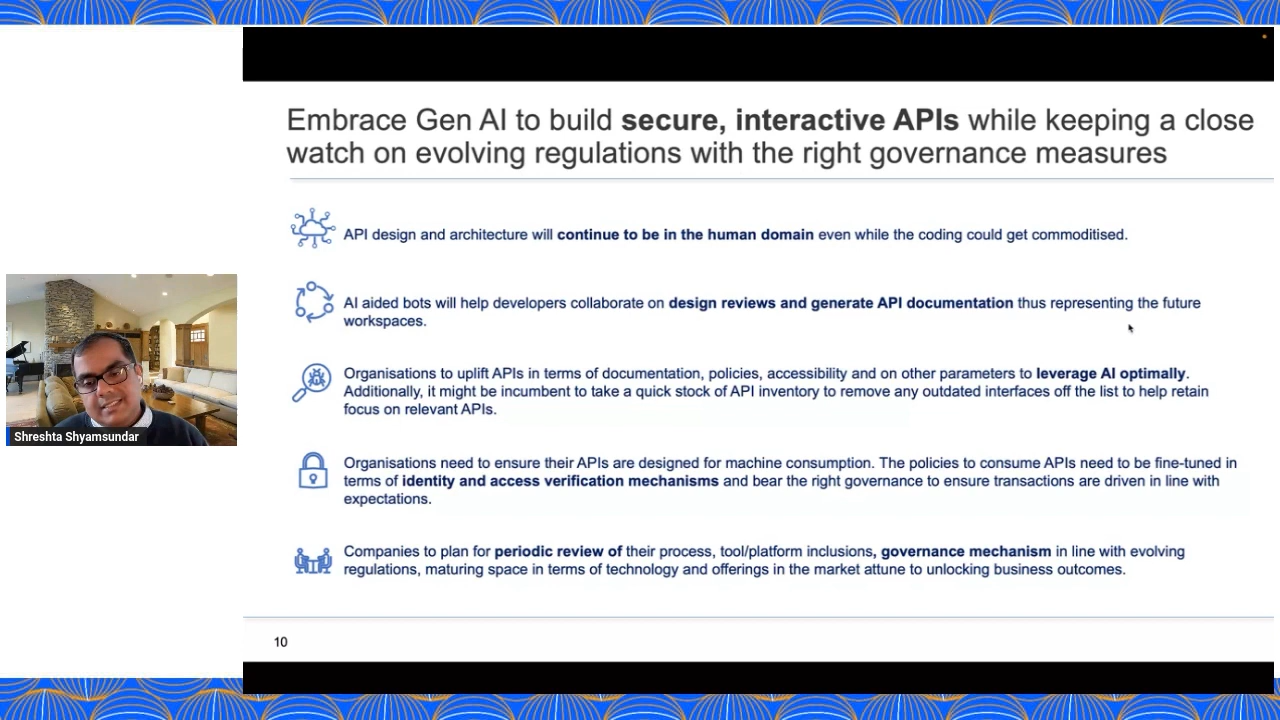 Embrace Gen AI to build secure, interactive APIs while keeping a close
watch on evolving regulations with the right governance measures
API design and architecture will continue to be in the human domain even while the coding could get commoditised.
AI aided bots will help developers collaborate on design reviews and generate API documentation thus representing the future
workspaces.
Organisations to uplift APIs in terms of documentation, policies, accessibility and on other parameters to leverage AI optimally.
Additionally, it might be incumbent to take a quick stock of API inventory to remove any outdated interfaces off the list to help retain
focus on relevant APIs.
Organisations need to ensure their APIs are designed for machine consumption. The policies to consume APIs need to be fine-tuned in
terms of identity and access verification mechanisms and bear the right governance to ensure transactions are driven in line with
expectations.
Companies to plan for periodic review of their process, tool/platform inclusions, governance mechanism in line with evolving
regulations, maturing space in terms of technology and offerings in the market attune to unlocking business outcomes.
10
Shreshta Shyamsundar